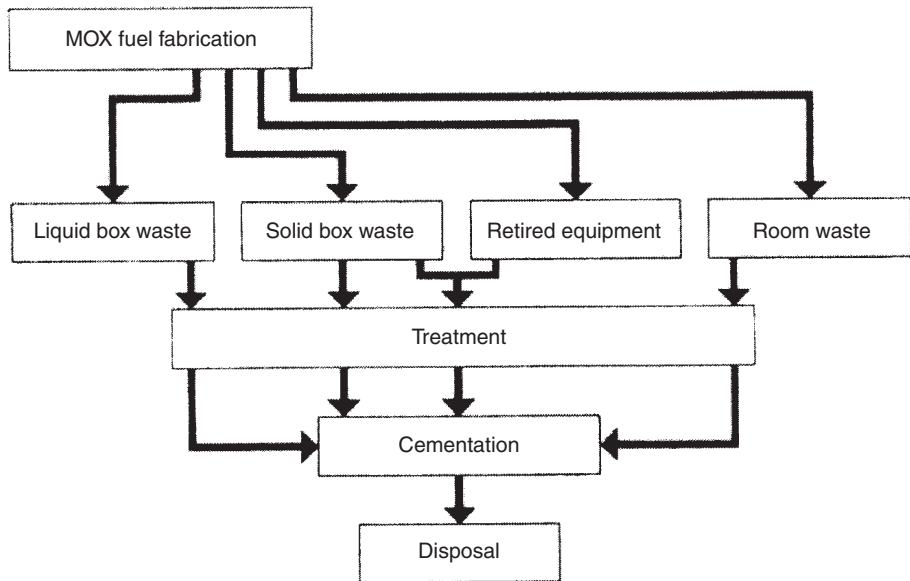 MOX fuel fabrication
Liquid box waste
Solid box waste
Retired equipment
Room waste
Treatment
Cementation
Disposal